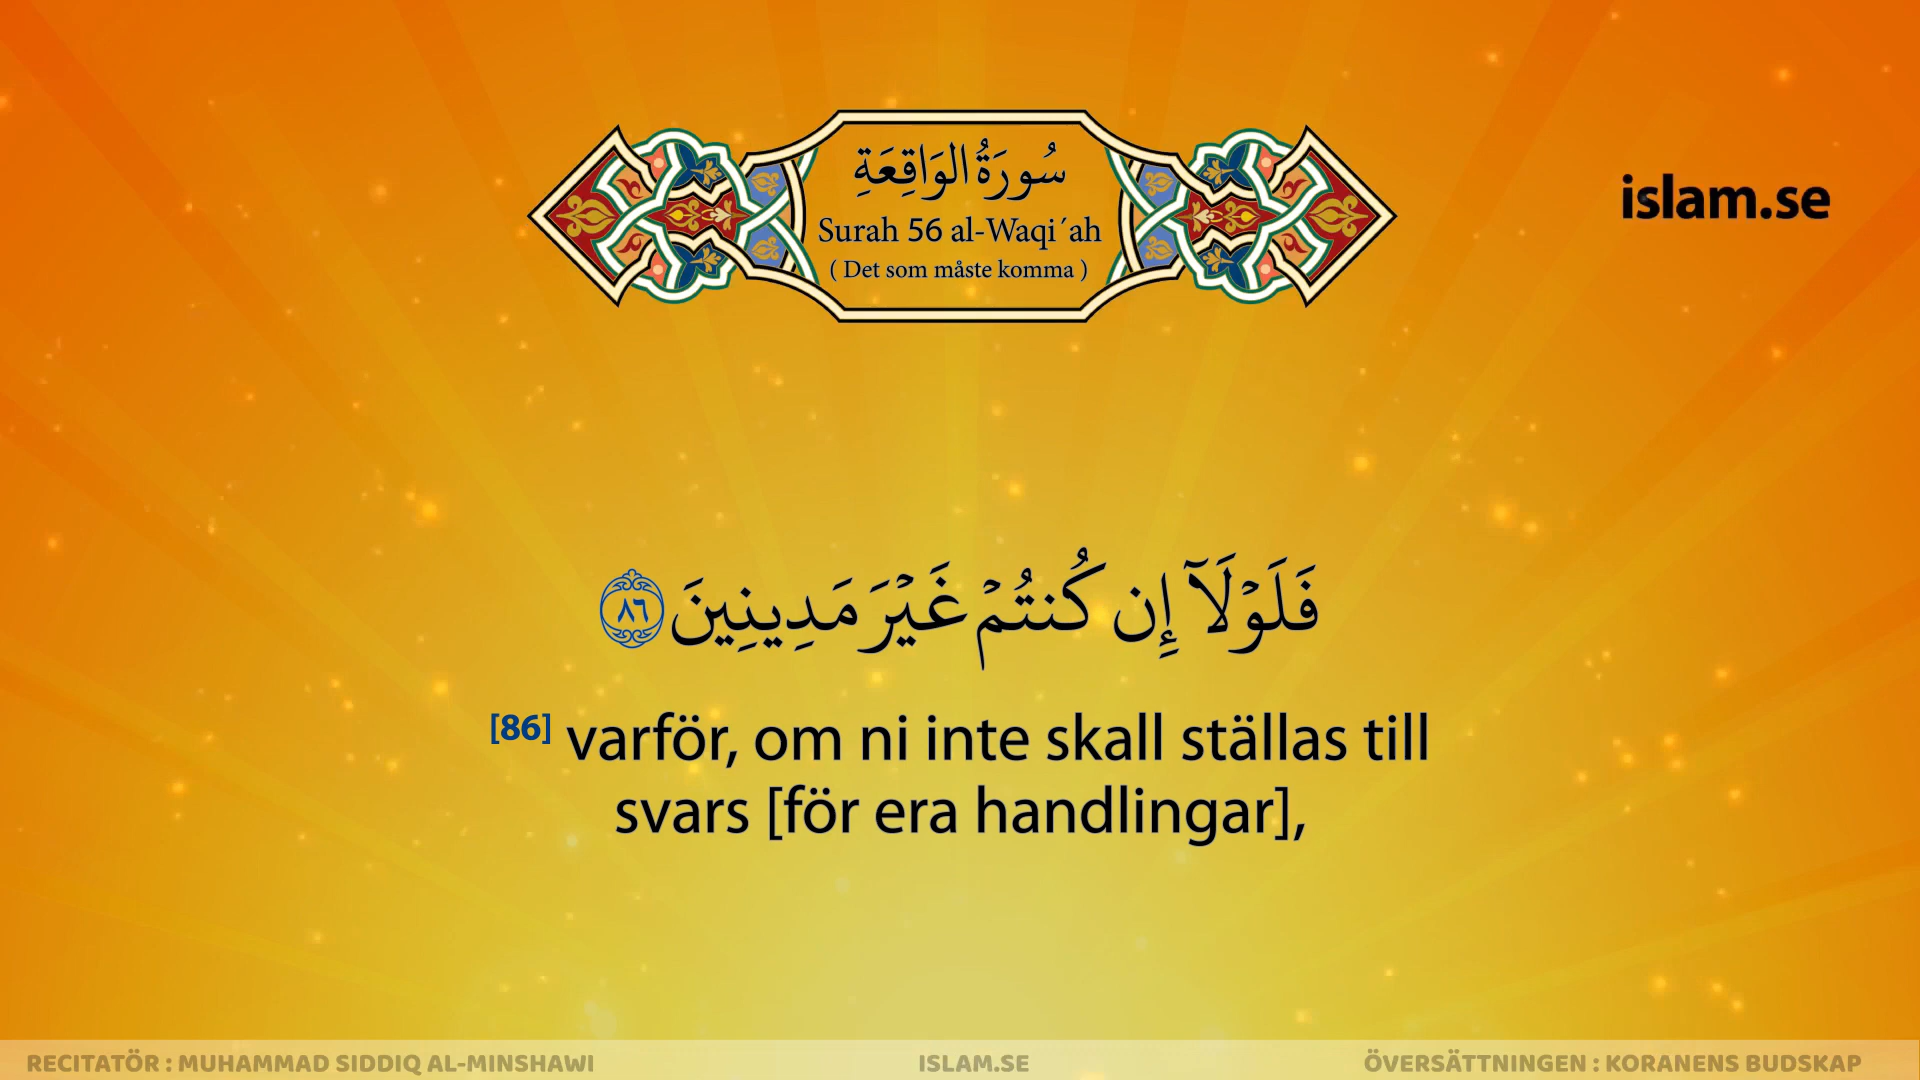 سُورَةُ الوَاقِعَةِ
Surah 56 al-Waqi´ah
( Det som måste komma )
islam.se
فَلَوْلَآ إِن كُنتُمْ غَيْرَ مَدِينِينَ ٨٦
[86] varför, om ni inte skall ställas till
svars [för era handlingar],
RECITATÖR : MUHAMMAD SIDDIQ AL-MINSHAWI
ISLAM.SE
ÖVERSÄTTNINGEN : KORANENS BUDSKAP